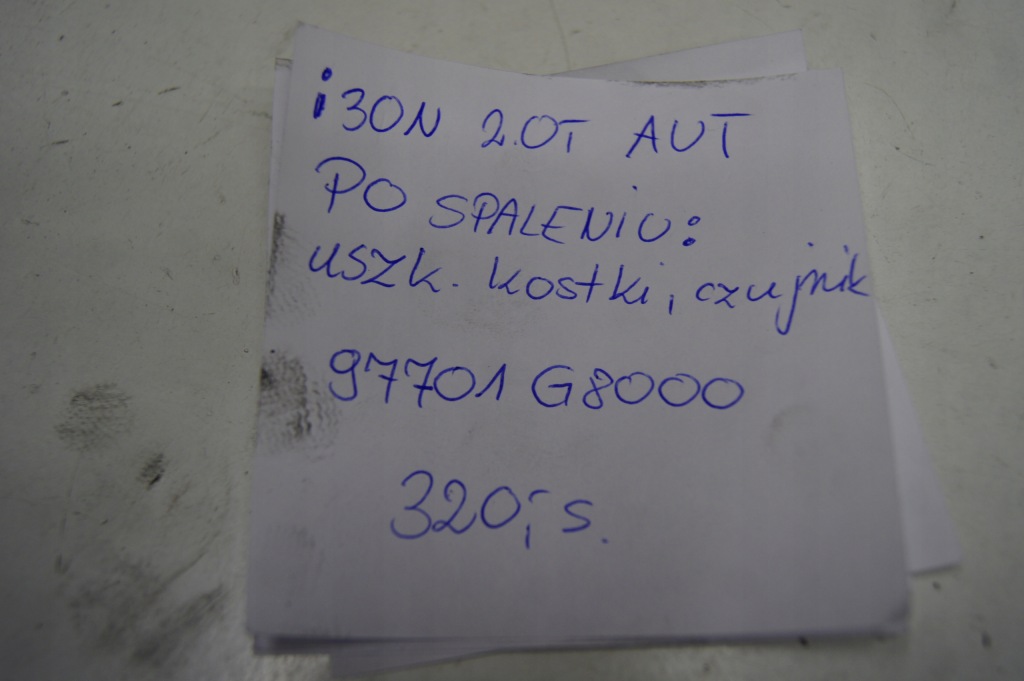 i30N 2.0T AUT
PO SPALENIU:
uszk. kostki, czujnik
97701 G8000
320,- s.